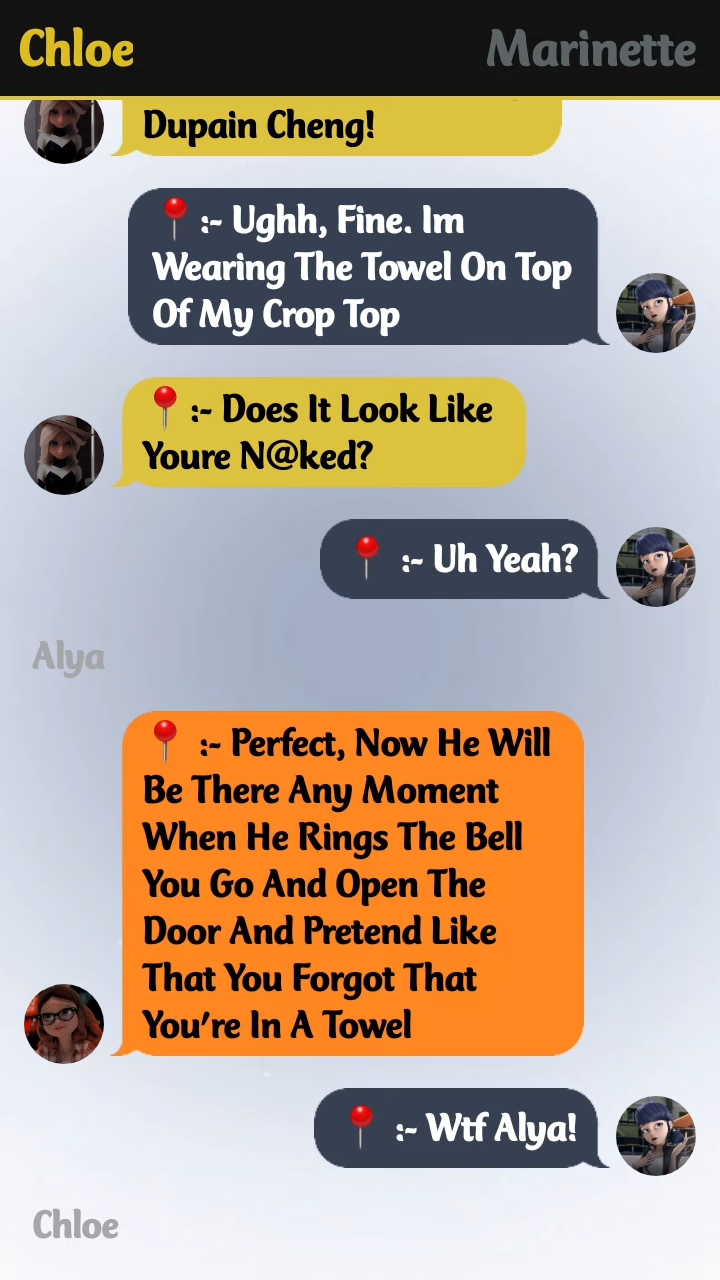 Chloe
Marinette
Dupain Cheng!
📍:- Ughh, Fine. Im
Wearing The Towel On Top
Of My Crop Top
📍:- Does It Look Like
Youre N@ked?
📍 :- Uh Yeah?
Alya
📍 :- Perfect, Now He Will
Be There Any Moment
When He Rings The Bell
You Go And Open The
Door And Pretend Like
That You Forgot That
You're In A Towel
📍 :- Wtf Alya!
Chloe